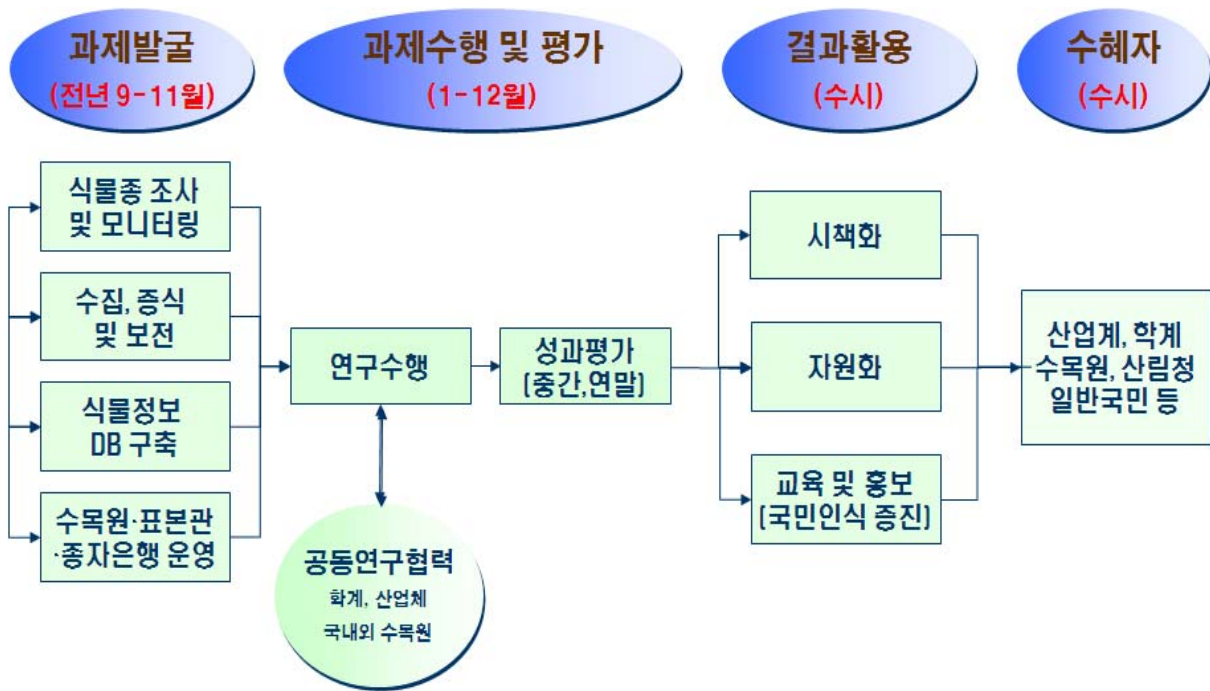 과제발굴
(전년 9-11월)
과제수행 및 평가
(1-12월)
결과활용
(수시)
수혜자
(수시)
식물종 조사
및 모니터링
수집, 증식
및 보전
식물정보
DB 구축
수목원·표본관
·종자은행 운영
연구수행
공동연구협력
학계, 산업체
국내외 수목원
성과평가
(중간,연말)
시책화
자원화
교육 및 홍보
(국민인식 증진)
산업계, 학계
수목원, 산림청
일반국민 등